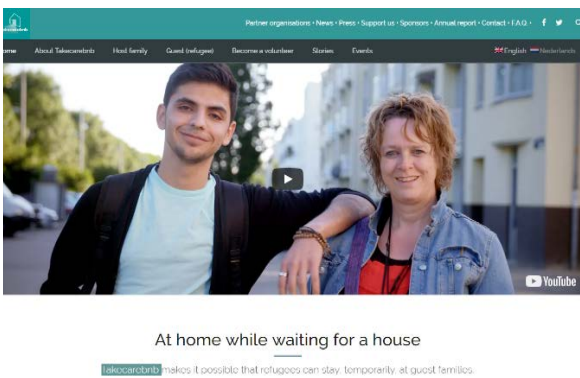 Partner organisations • News • Press • Support us • Sponsors • Annual report • Contact • F.A.Q. •
ome About Takecarebnb Host family Guest (refugee) Become a volunteer Stories Events English Nederlands
YouTube
At home while waiting for a house
Takecarebnb makes it possible that refugees can stay, temporarily, at guest families.